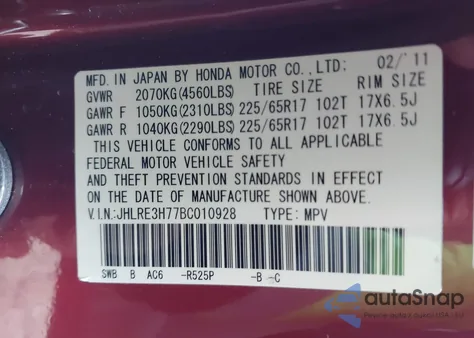 MFD. IN JAPAN BY HONDA MOTOR CO.,LTD: 02/'11
GVWR 2070KG(4560LBS) TIRE SIZE RIM SIZE
GAWR F 1050KG(2310LBS) 225/65R17 102T 17X6.5J
GAWR R 1040KG(2290LBS) 225/65R17 102T 17X6.5J
THIS VEHICLE CONFORMS TO ALL APPLICABLE
FEDERAL MOTOR VEHICLE SAFETY
AND THEFT PREVENTION STANDARDS IN EFFECT
ON THE DATE OF MANUFACTURE SHOWN ABOVE.
V.I.N:JHLRE3H77BC010928 TYPE: MPV
SWB B AC6 -R525P -B -C
autoSnap